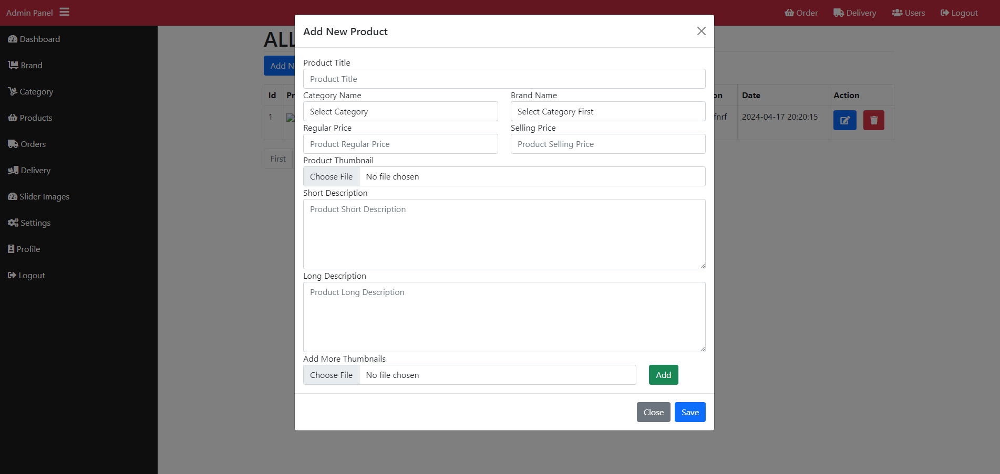 Admin Panel
Order
Delivery
Users
Logout
Dashboard
Brand
Category
Products
Orders
Delivery
Slider Images
Settings
Profile
Logout
ALL
Add N
Id
Pr
on
Date
Action
1
fnrf
2024-04-17 20:20:15
First
Add New Product
Product Title
Product Title
Category Name
Brand Name
Select Category
Select Category First
Regular Price
Selling Price
Product Regular Price
Product Selling Price
Product Thumbnail
Choose File No file chosen
Short Description
Product Short Description
Long Description
Product Long Description
Add More Thumbnails
Choose File No file chosen
Add
Close
Save